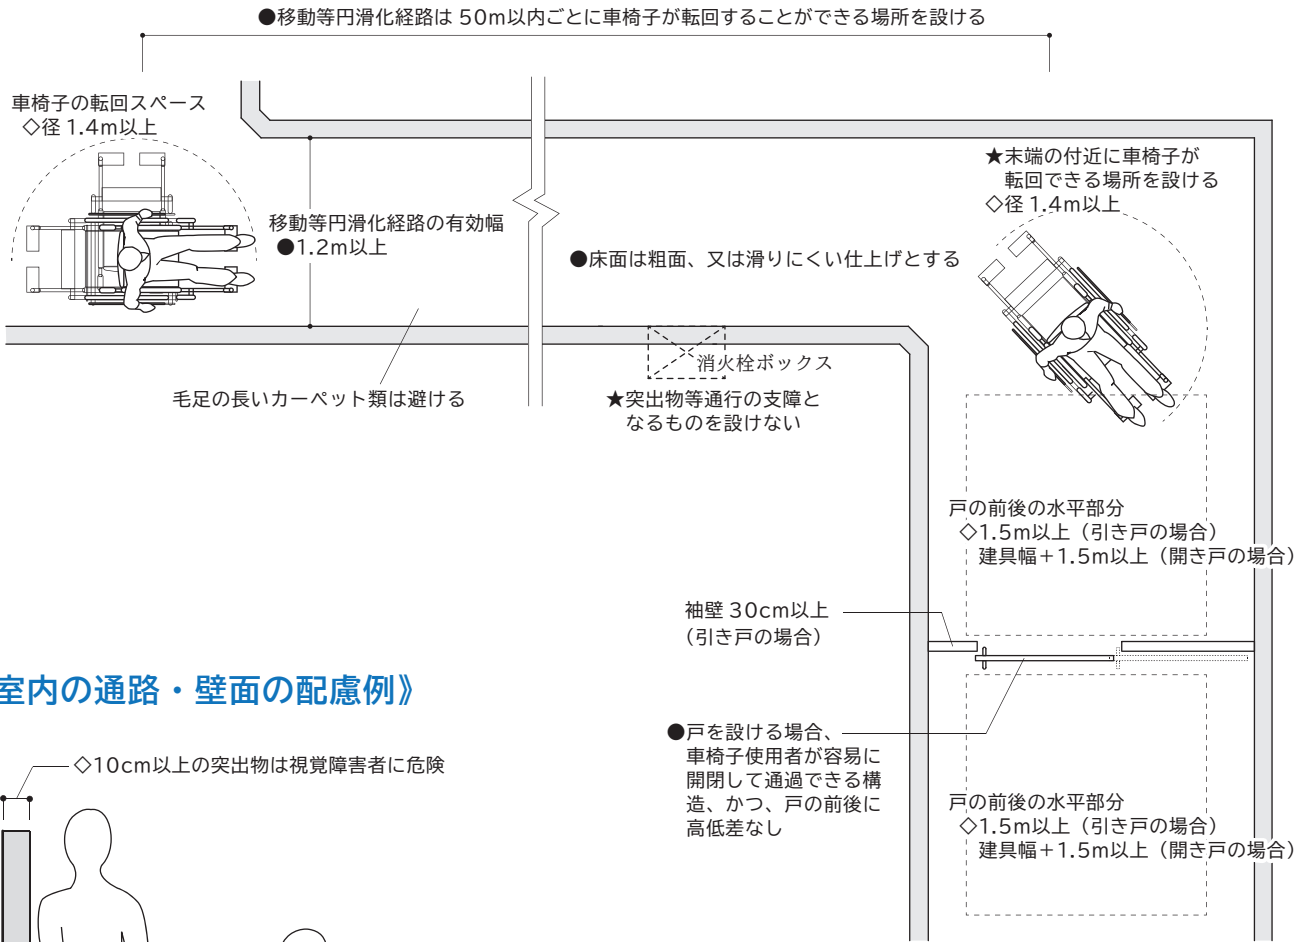 ●移動等円滑化経路は 50m以内ごとに車椅子が転回することができる場所を設ける
車椅子の転回スペース
◇径 1.4m以上
移動等円滑化経路の有効幅
●1.2m以上
★末端の付近に車椅子が
転回できる場所を設ける
◇径 1.4m以上
●床面は粗面、又は滑りにくい仕上げとする
消火栓ボックス
毛足の長いカーペット類は避ける
★突出物等通行の支障と
なるものを設けない
戸の前後の水平部分
◇1.5m以上（引き戸の場合）
建具幅＋1.5m以上（開き戸の場合）
袖壁 30cm以上
（引き戸の場合）
室内の通路・壁面の配慮例》
●戸を設ける場合、
車椅子使用者が容易に
開閉して通過できる構
造、かつ、戸の前後に
高低差なし
◇10cm以上の突出物は視覚障害者に危険
戸の前後の水平部分
◇1.5m以上（引き戸の場合）
建具幅＋1.5m以上（開き戸の場合）